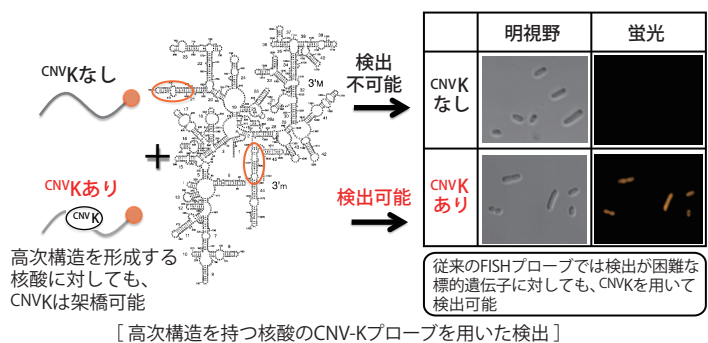 CNVKなし
CNVKあり
CNVK
高次構造を形成する
核酸に対しても、
CNVKは架橋可能
+
3'M
3'm
検出
不可能
検出可能
明視野
蛍光
CNVK
なし
CNVK
あり
従来のFISHプローブでは検出が困難な
標的遺伝子に対しても、CNVKを用いて
検出可能
[ 高次構造を持つ核酸のCNV-Kプローブを用いた検出 ]